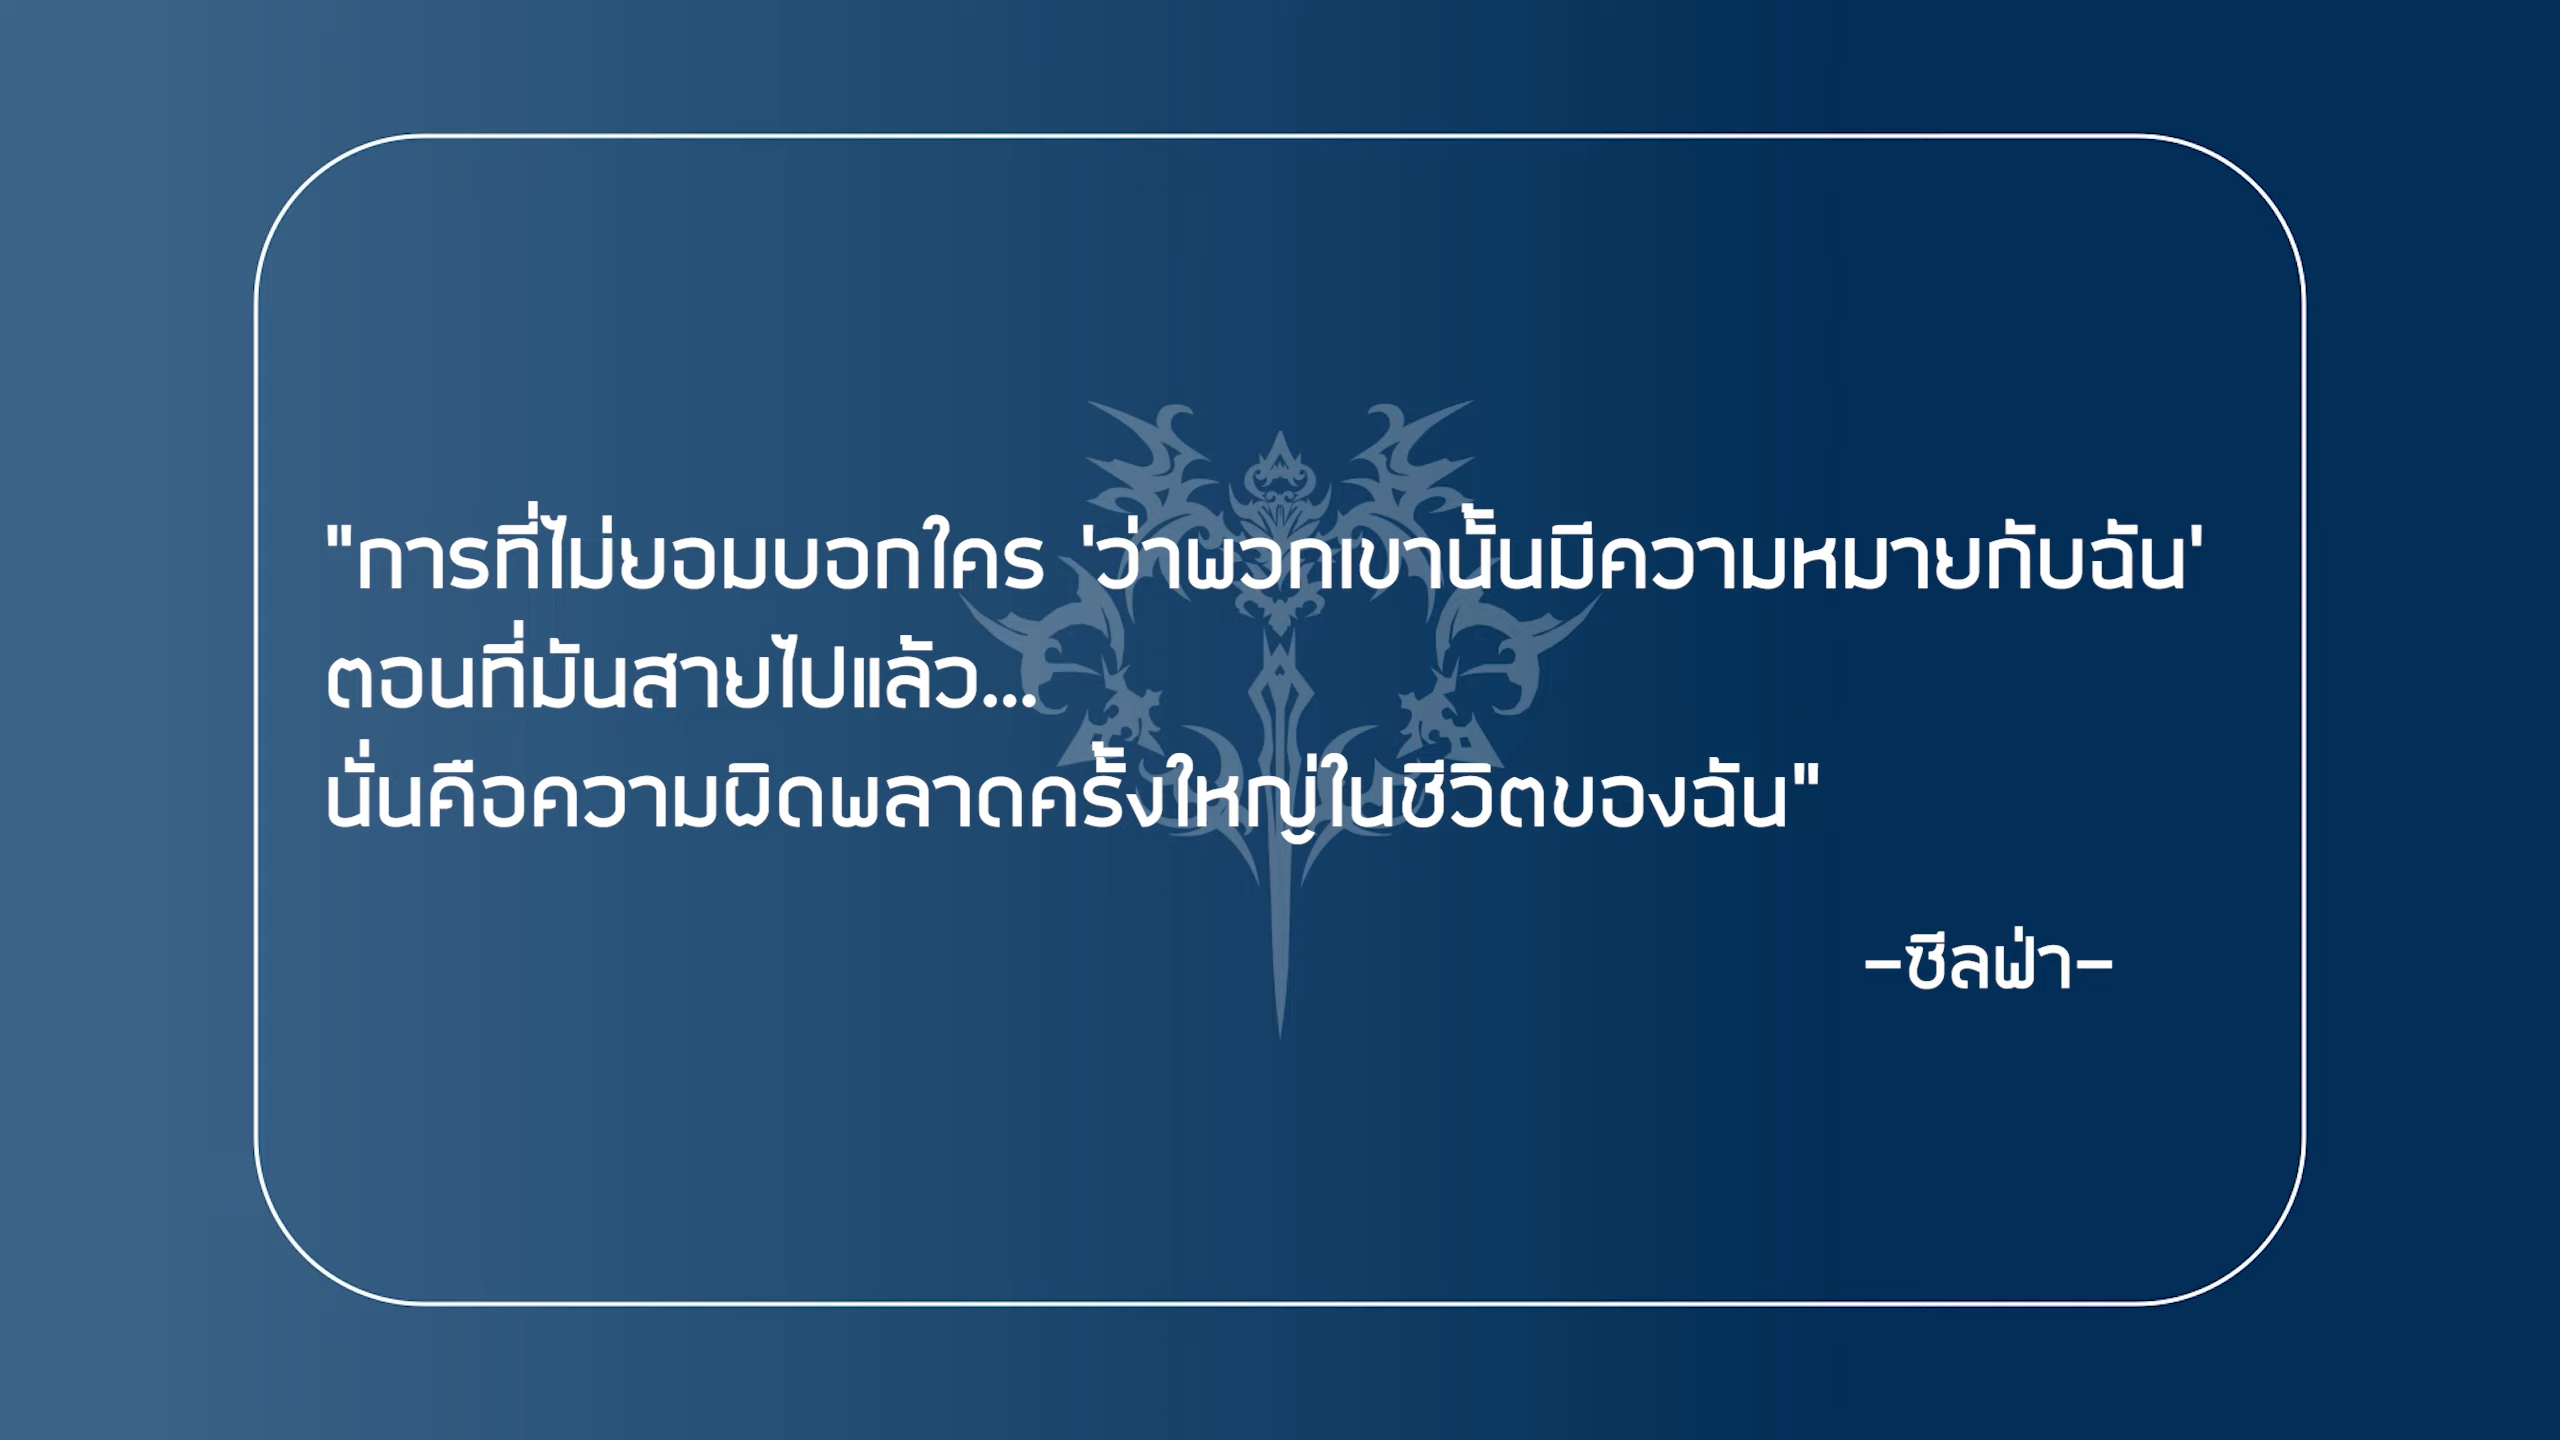 "การที่ไม่ยอมบอกใคร 'ว่าพวกเขานั้นมีความหมายกับฉัน'
ตอนที่มันสายไปแล้ว...
นั่นคือความผิดพลาดครั้งใหญ่ในชีวิตของฉัน"
-ซีลฟ่า-